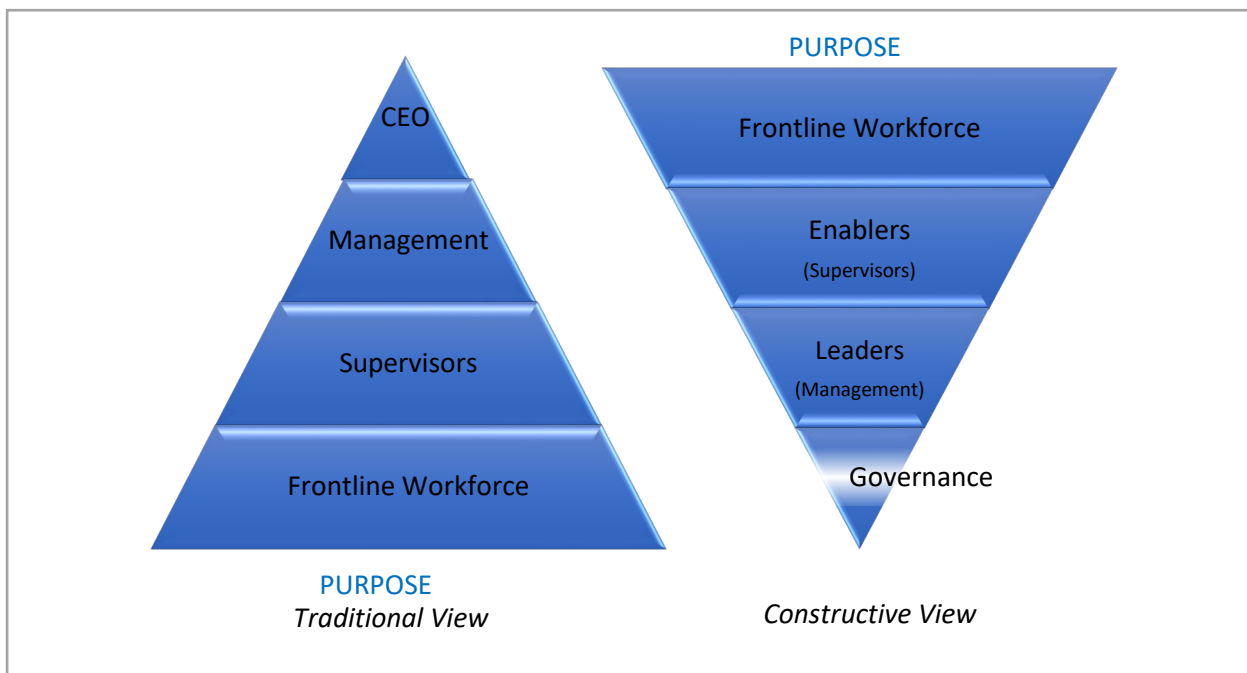 CEO
Management
Supervisors
Frontline Workforce
PURPOSE
Traditional View
PURPOSE
Frontline Workforce
Enablers
(Supervisors)
Leaders
(Management)
Governance
Constructive View